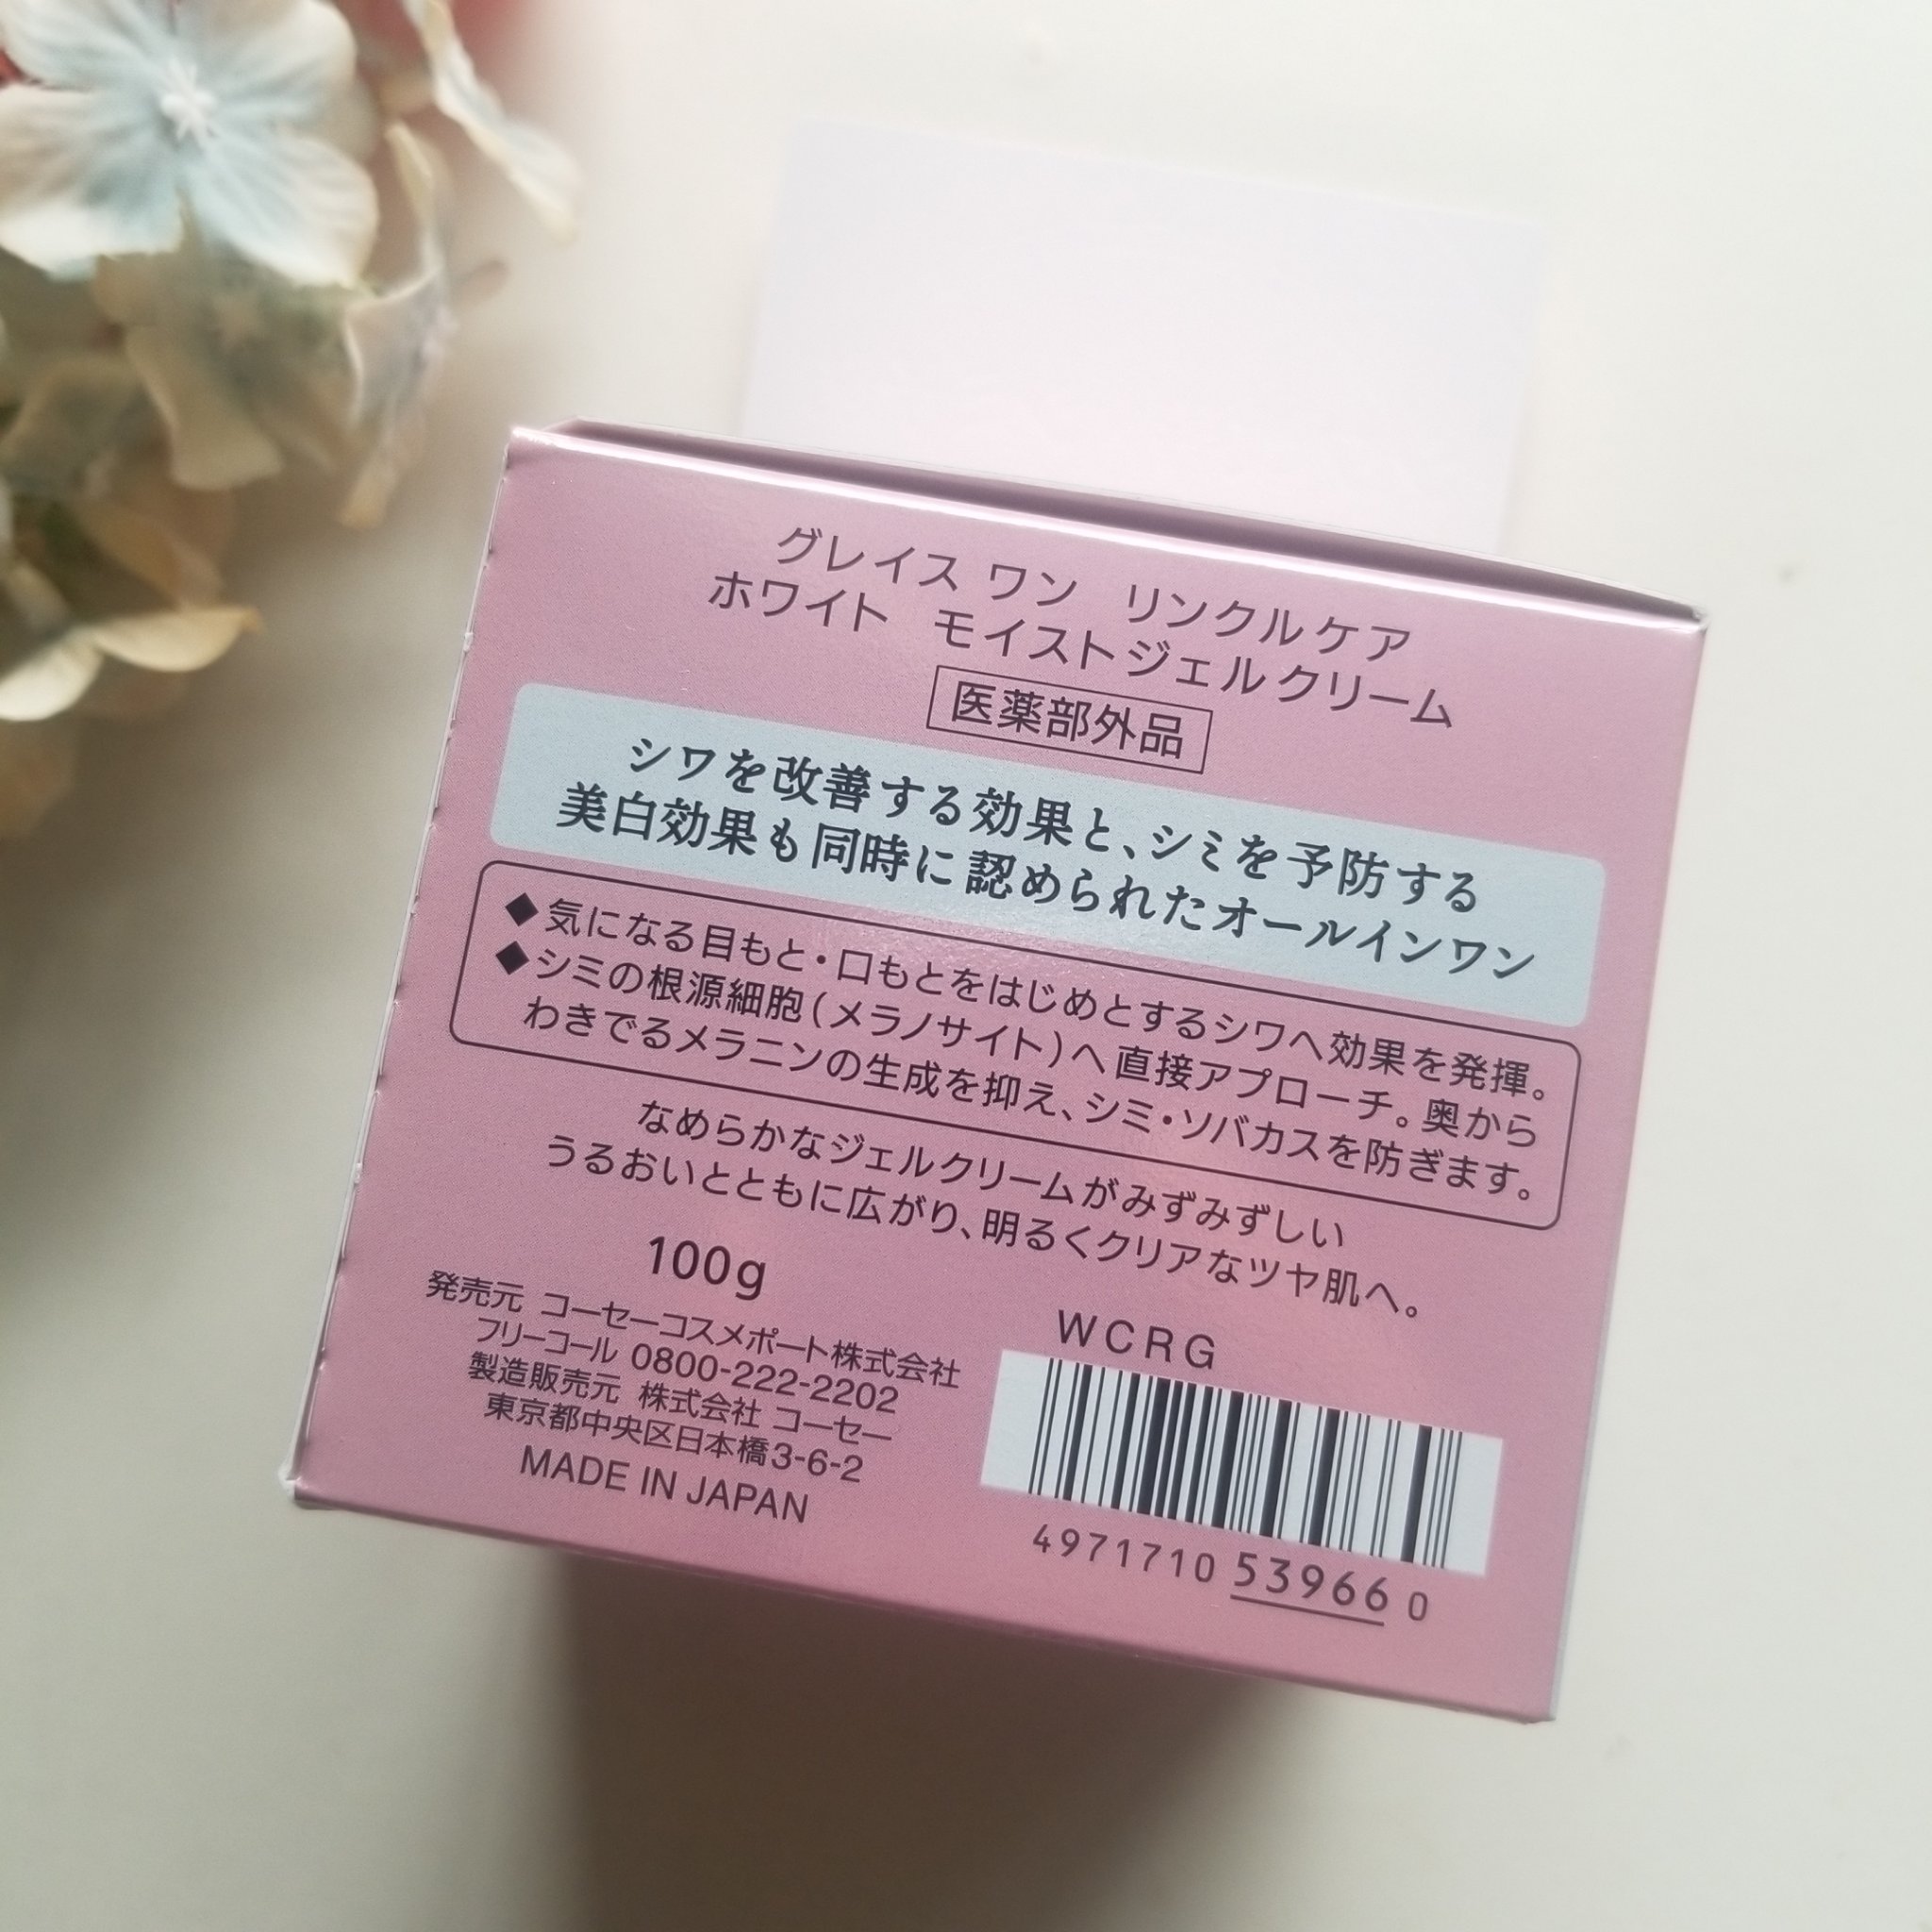 グレイス ワン リンクルケア
ホワイト モイストジェルクリーム
医薬部外品
シワを改善する効果と、シミを予防する
美白効果も同時に認められたオールインワン
◆気になる目もと・口もとをはじめとするシワへ効果を発揮。
◆シミの根源細胞(メラノサイト)へ直接アプローチ。奥から
わきでるメラニンの生成を抑え、シミ・ソバカスを防ぎます。
なめらかなジェルクリームがみずみずしい
うるおいとともに広がり、明るくクリアなツヤ肌へ。
100g
発売元 コーセーコスメポート株式会社
フリーコール 0800-222-2202
製造販売元 株式会社 コーセー
東京都中央区日本橋3-6-2
MADE IN JAPAN
WCRG
4971710 53966 0